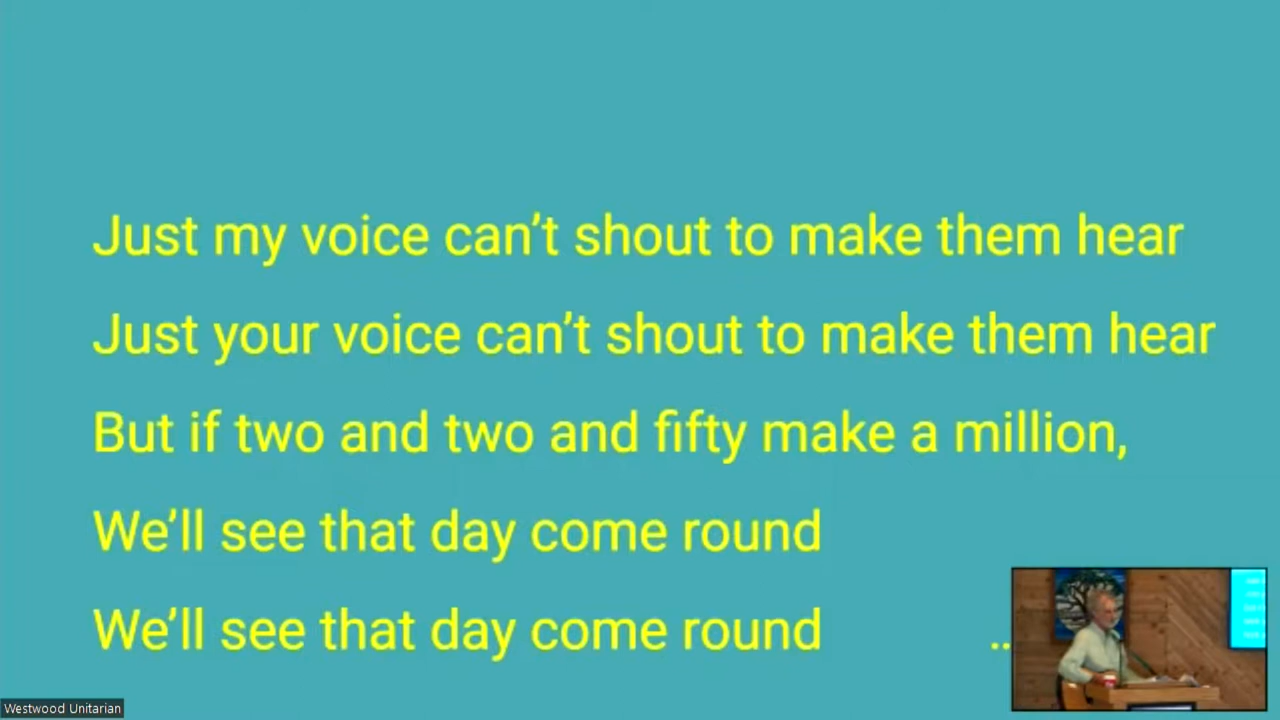 Just my voice can’t shout to make them hear
Just your voice can’t shout to make them hear
But if two and two and fifty make a million,
We’ll see that day come round
We’ll see that day come round ..
Westwood Unitarian